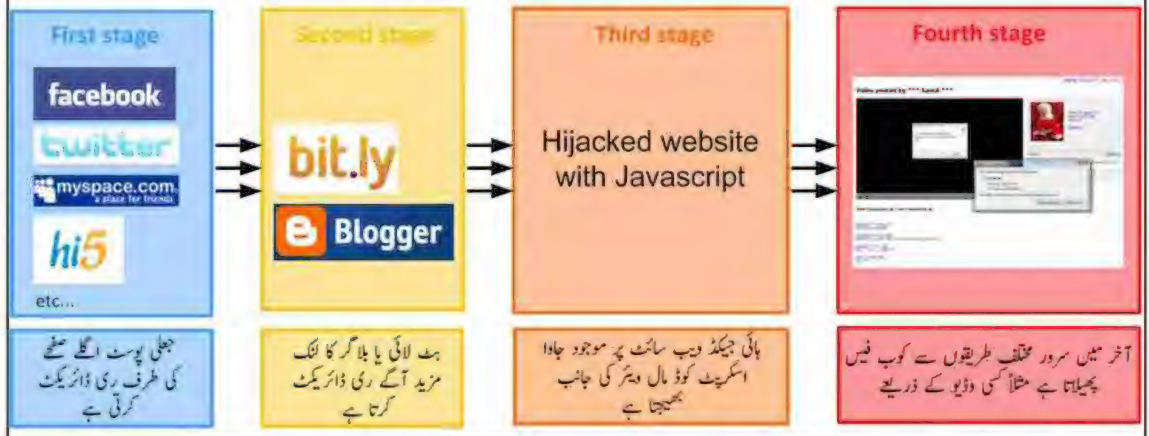 First stage
facebook
twitter
myspace.com
a place for friends
hi5
etc...
Second stage
bit.ly
Blogger
Third stage
Hijacked website
with Javascript
Fourth stage
جعلی پوسٹ اگلے صفحے
کی طرف ری ڈائریکٹ
کرتی ہے
بٹ لائی یا بلاگر کا لنک
مزید آگے ری ڈائریکٹ
کرتا ہے
ہائی جیکڈ ویب سائٹ پر موجود جاوا
اسکرپٹ کوڈ مال ویئر کی جانب
بھیجتا ہے
آخر میں سرور مختلف طریقوں سے کوب فیس
پھیلاتا ہے مثلاً کسی وڈیو کے ذریعے